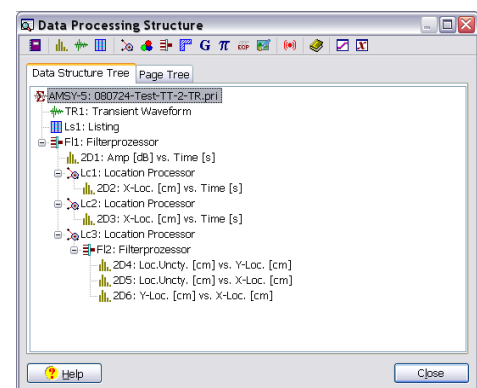 Data Processing Structure
G π EOP X
Data Structure Tree Page Tree
AMSY-5: 080724-Test-TT-2-TR.pri
TR1: Transient Waveform
Ls1: Listing
Fl1: Filterprozessor
2D1: Amp [dB] vs. Time [s]
Lc1: Location Processor
2D2: X-Loc. [cm] vs. Time [s]
Lc2: Location Processor
2D3: X-Loc. [cm] vs. Time [s]
Lc3: Location Processor
Fl2: Filterprozessor
2D4: Loc.Uncty. [cm] vs. Y-Loc. [cm]
2D5: Loc.Uncty. [cm] vs. X-Loc. [cm]
2D6: Y-Loc. [cm] vs. X-Loc. [cm]
Help Close